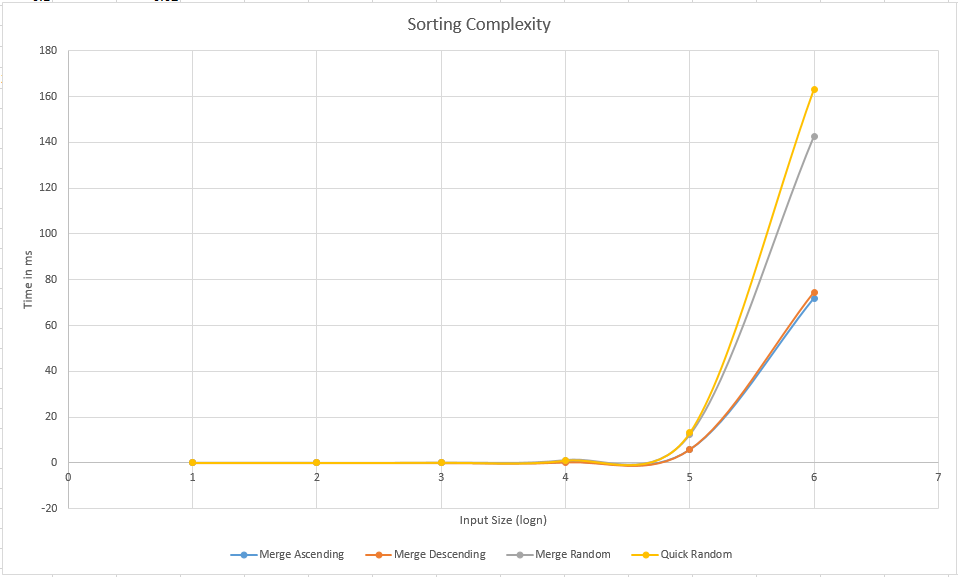 Sorting Complexity
180
160
140
120
100
80
60
40
20
0
-20
Time in ms
0 1 2 3 4 5 6 7
Input Size (logn)
Merge Ascending Merge Descending Merge Random Quick Random